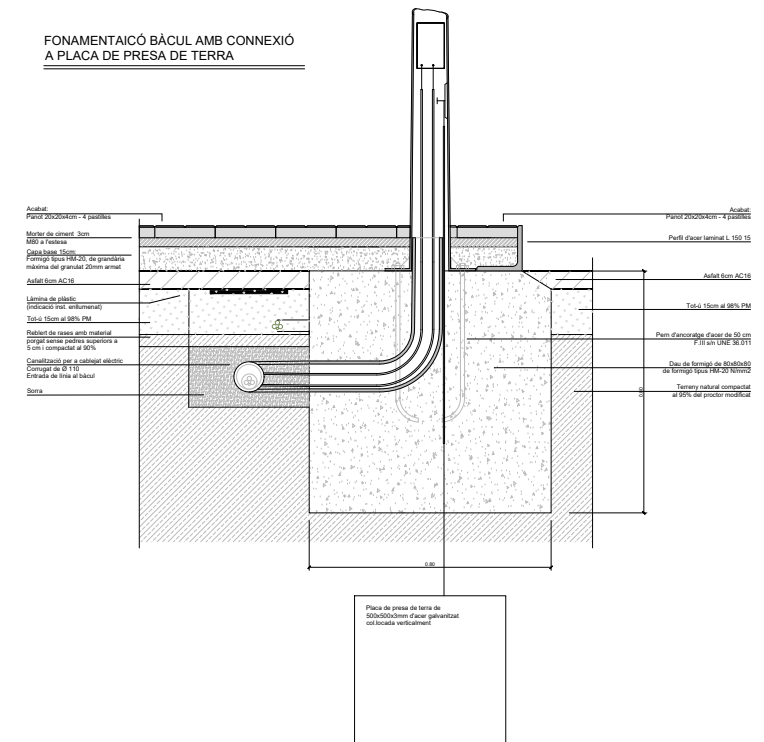 FONAMENTAICÓ BÀCUL AMB CONNEXIÓ
A PLACA DE PRESA DE TERRA
Acabat:
Panot 20x20x4cm - 4 pastilles
Morter de ciment 3cm
M80 a l'estesa
Capa base 15cm:
Formigó tipus HM-20, de grandària
màxima del granulat 20mm armat
Asfalt 6cm AC16
Làmina de plàstic
(indicació inst. enllumenat)
Tot-ú 15cm al 98% PM
Reblert de rases amb material
porgat sense pedres superiors a
5 cm i compactat al 90%
Canalització per a cablejat elèctric
Corrugat de Ø 110
Entrada de línia al bàcul
Sorra
Acabat:
Panot 20x20x4cm - 4 pastilles
Perfil d'acer laminat L 150 15
Asfalt 6cm AC16
Tot-ú 15cm al 98% PM
Pern d'ancoratge d'acer de 50 cm
F.III s/n UNE 36.011
Dau de formigó de 80x80x80
de formigó tipus HM-20 N/mm2
Terreny natural compactat
al 95% del proctor modificat
0.80
0.80
Placa de presa de terra de
500x500x3mm d'acer galvanitzat
col.locada verticalment